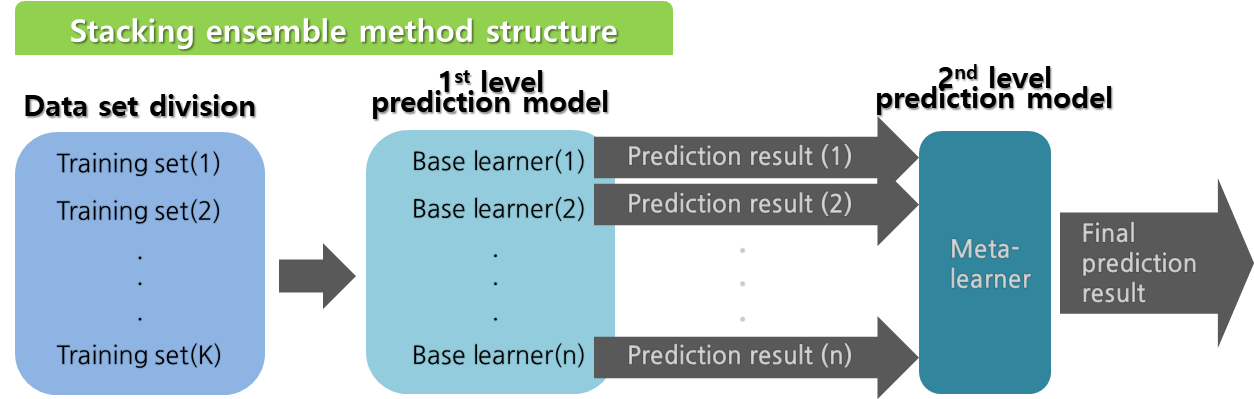 Stacking ensemble method structure
Data set division
Training set(1)
Training set(2)
.
.
.
Training set(K)
1st level
prediction model
Base learner(1)
Base learner(2)
.
.
.
Base learner(n)
Prediction result (1)
Prediction result (2)
.
.
.
Prediction result (n)
2nd level
prediction model
Meta-
learner
Final
prediction
result